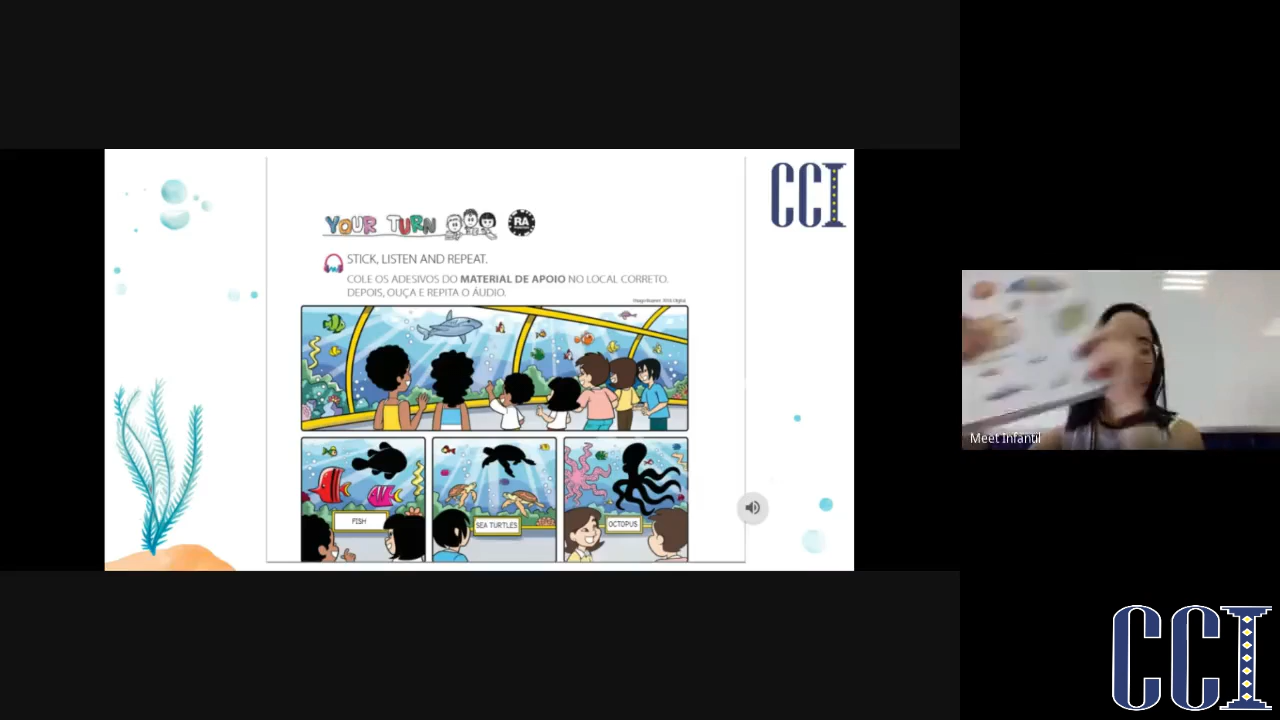 CCI
YOUR TURN
RA
STICK, LISTEN AND REPEAT.
COLE OS ADESIVOS DO MATERIAL DE APOIO NO LOCAL CORRETO.
DEPOIS, OUÇA E REPITA O ÁUDIO.
FISH
SEA TURTLES
OCTOPUS
Meet Infantil
CCI